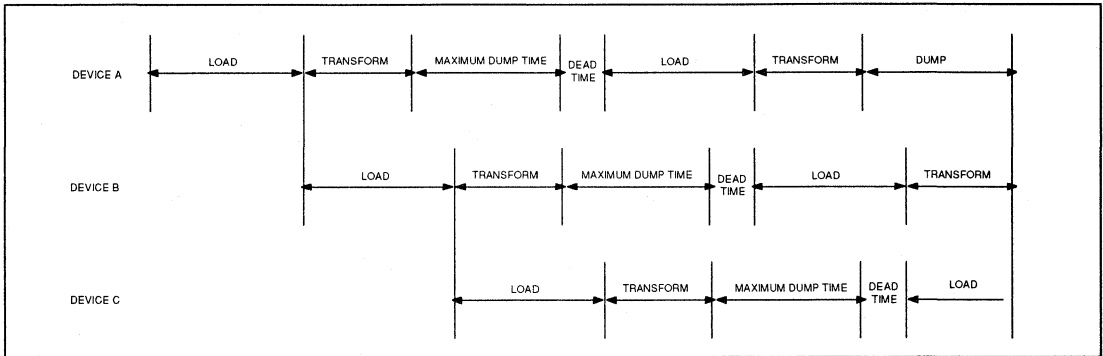 DEVICE A LOAD TRANSFORM MAXIMUM DUMP TIME DEAD TIME LOAD TRANSFORM DUMP
DEVICE B LOAD TRANSFORM MAXIMUM DUMP TIME DEAD TIME LOAD TRANSFORM
DEVICE C LOAD TRANSFORM MAXIMUM DUMP TIME DEAD TIME LOAD